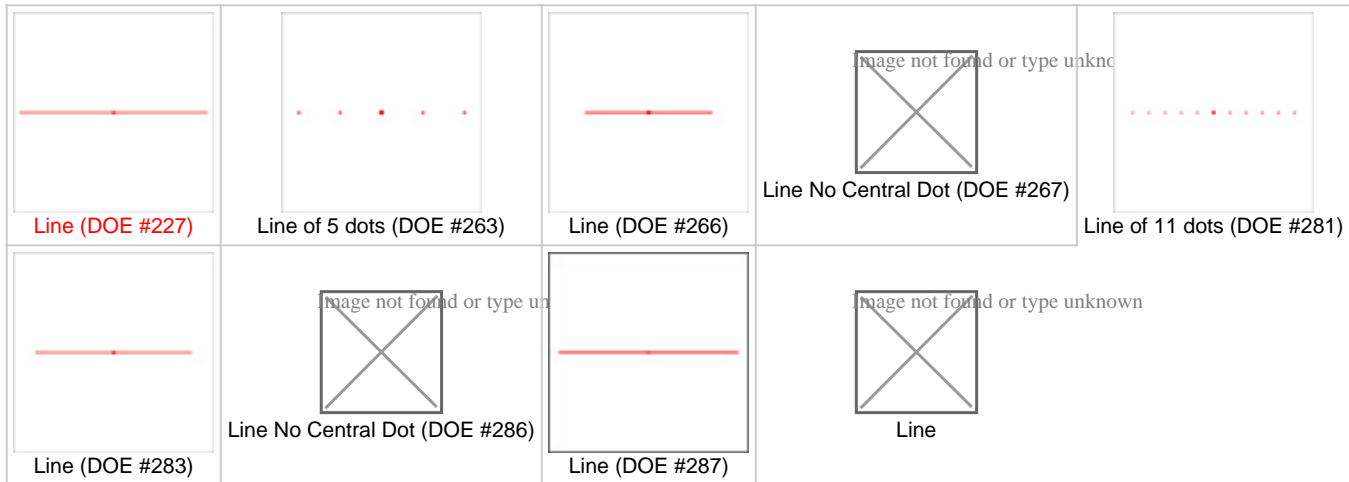 Image not found or type unkno
Line (DOE #227)
Line of 5 dots (DOE #263)
Line (DOE #266)
Line No Central Dot (DOE #267)
Line of 11 dots (DOE #281)
Image not found or type un
Image not found or type unknown
Line (DOE #283)
Line No Central Dot (DOE #286)
Line (DOE #287)
Line